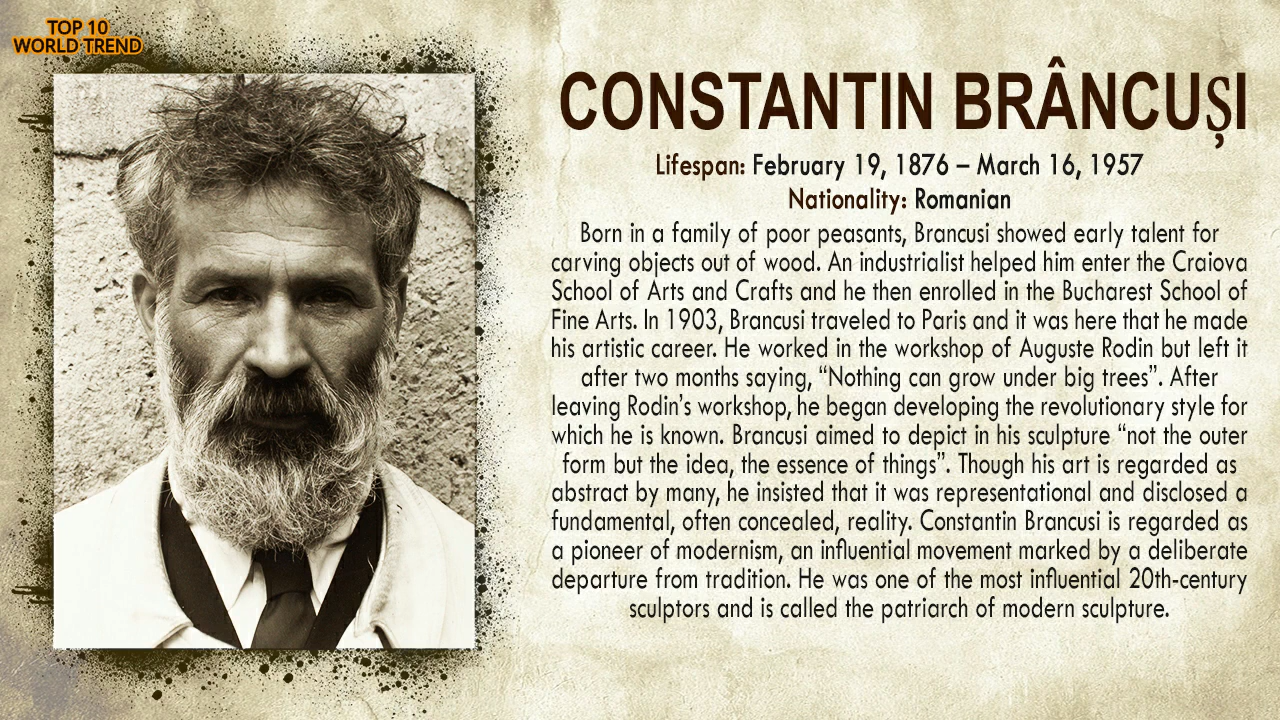 TOP 10
WORLD TREND
CONSTANTIN BRÂNCUȘI
Lifespan: February 19, 1876 – March 16, 1957
Nationality: Romanian
Born in a family of poor peasants, Brancusi showed early talent for
carving objects out of wood. An industrialist helped him enter the Craiova
School of Arts and Crafts and he then enrolled in the Bucharest School of
Fine Arts. In 1903, Brancusi traveled to Paris and it was here that he made
his artistic career. He worked in the workshop of Auguste Rodin but left it
after two months saying, “Nothing can grow under big trees”. After
leaving Rodin’s workshop, he began developing the revolutionary style for
which he is known. Brancusi aimed to depict in his sculpture “not the outer
form but the idea, the essence of things”. Though his art is regarded as
abstract by many, he insisted that it was representational and disclosed a
fundamental, often concealed, reality. Constantin Brancusi is regarded as
a pioneer of modernism, an influential movement marked by a deliberate
departure from tradition. He was one of the most influential 20th-century
sculptors and is called the patriarch of modern sculpture.